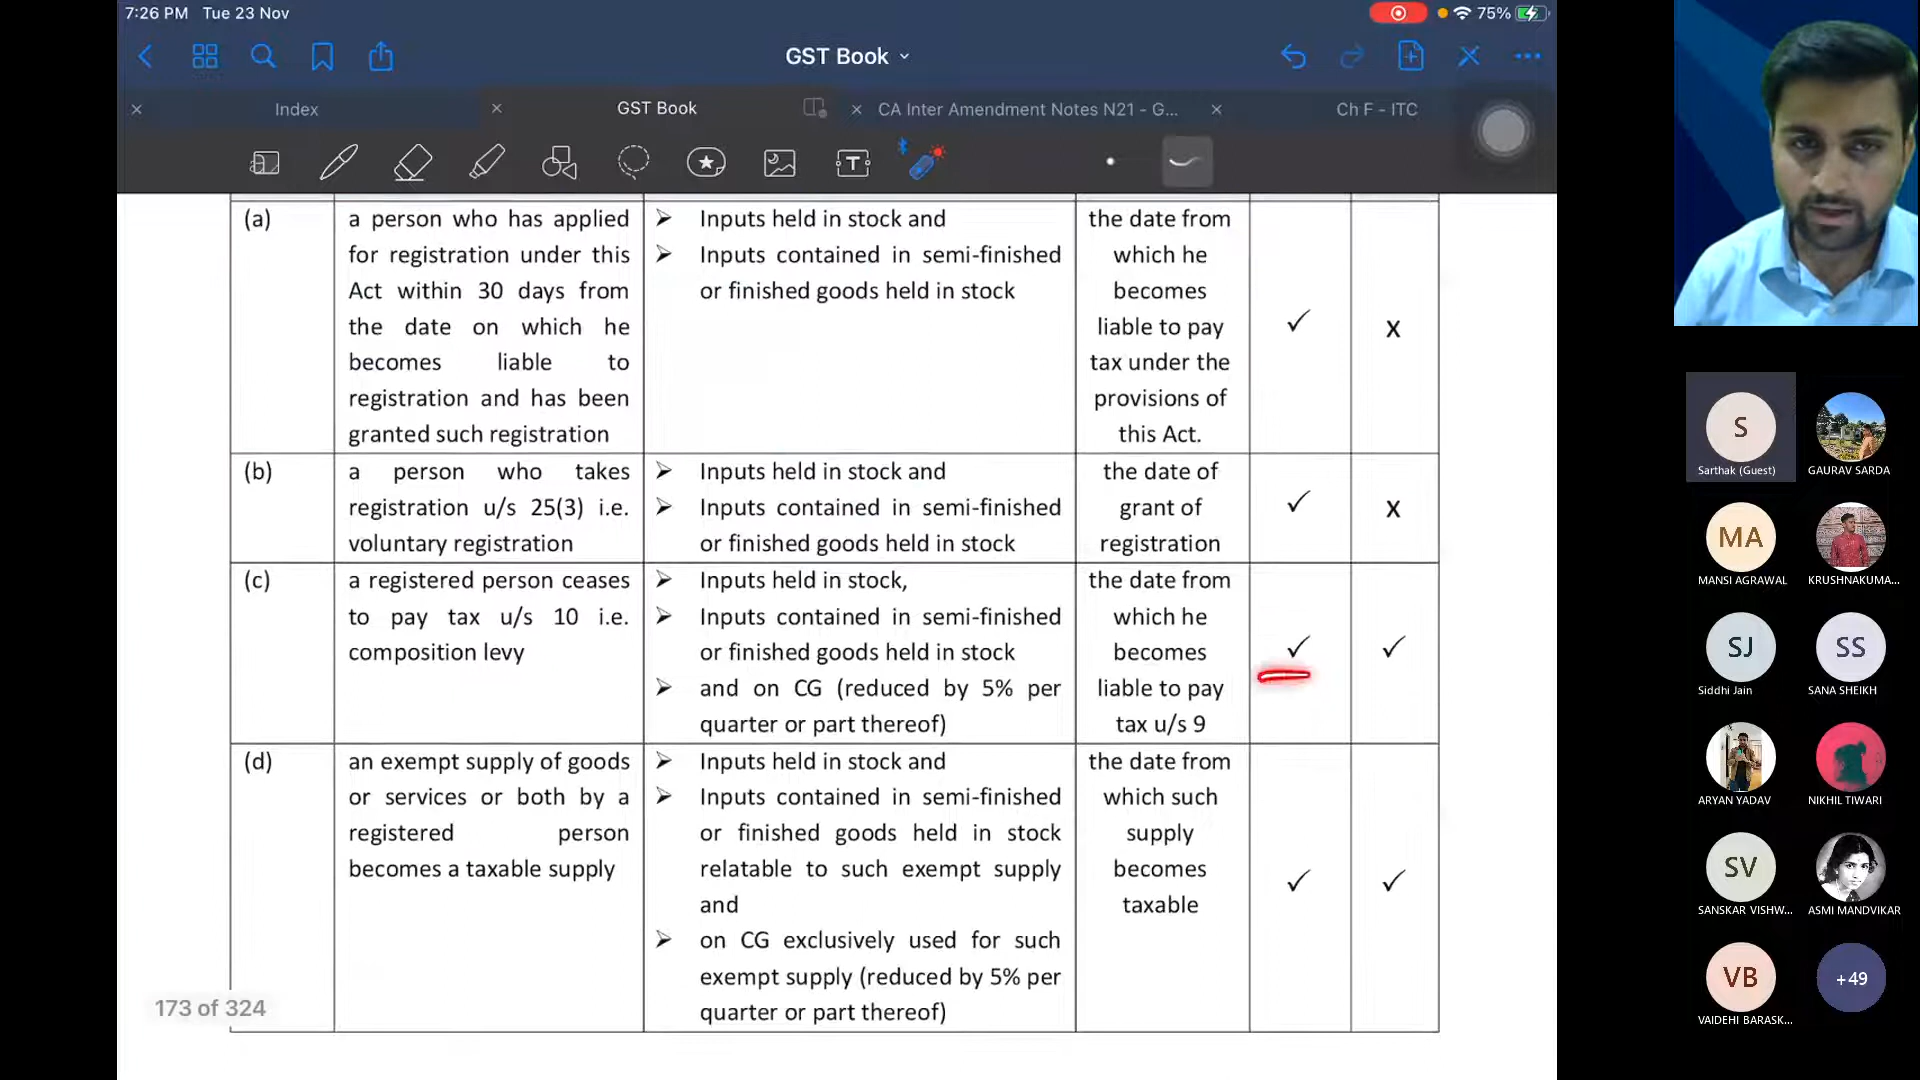 7:26 PM Tue 23 Nov
75%
GST Book
Index
GST Book
CA Inter Amendment Notes N21 - G...
Ch F - ITC
T
(a)
a person who has applied
for registration under this
Act within 30 days from
the date on which he
becomes liable to
registration and has been
granted such registration
➢ Inputs held in stock and
➢ Inputs contained in semi-finished
or finished goods held in stock
the date from
which he
becomes
liable to pay
tax under the
provisions of
this Act.
✓
x
(b)
a person who takes
registration u/s 25(3) i.e.
voluntary registration
➢ Inputs held in stock and
➢ Inputs contained in semi-finished
or finished goods held in stock
the date of
grant of
registration
✓
x
(c)
a registered person ceases
to pay tax u/s 10 i.e.
composition levy
➢ Inputs held in stock,
➢ Inputs contained in semi-finished
or finished goods held in stock
➢ and on CG (reduced by 5% per
quarter or part thereof)
the date from
which he
becomes
liable to pay
tax u/s 9
✓
✓
(d)
an exempt supply of goods
or services or both by a
registered person
becomes a taxable supply
➢ Inputs held in stock and
➢ Inputs contained in semi-finished
or finished goods held in stock
relatable to such exempt supply
and
➢ on CG exclusively used for such
exempt supply (reduced by 5% per
quarter or part thereof)
the date from
which such
supply
becomes
taxable
✓
✓
173 of 324
S
Sarthak (Guest)
GAURAV SARDA
MA
MANSI AGRAWAL
KRUSHNAKUMA...
SJ
Siddhi Jain
SS
SANA SHEIKH
ARYAN YADAV
NIKHIL TIWARI
SV
SANSKAR VISHW...
ASMI MANDVIKAR
VB
VAIDEHI BARASK...
+49